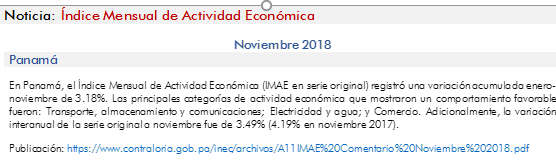 Noticia: Índice Mensual de Actividad Económica
Noviembre 2018
Panamá
En Panamá, el Índice Mensual de Actividad Económica (IMAE en serie original) registró una variación acumulada enero-
noviembre de 3.18%. Las principales categorías de actividad económica que mostraron un comportamiento favorable
fueron: Transporte, almacenamiento y comunicaciones; Electricidad y agua; y Comercio. Adicionalmente, la variación
interanual de la serie original a noviembre fue de 3.49% (4.19% en noviembre 2017).
Publicación: https://www.contraloria.gob.pa/inec/archivos/A11IMAE%20Comentario%20Noviembre%202018.pdf